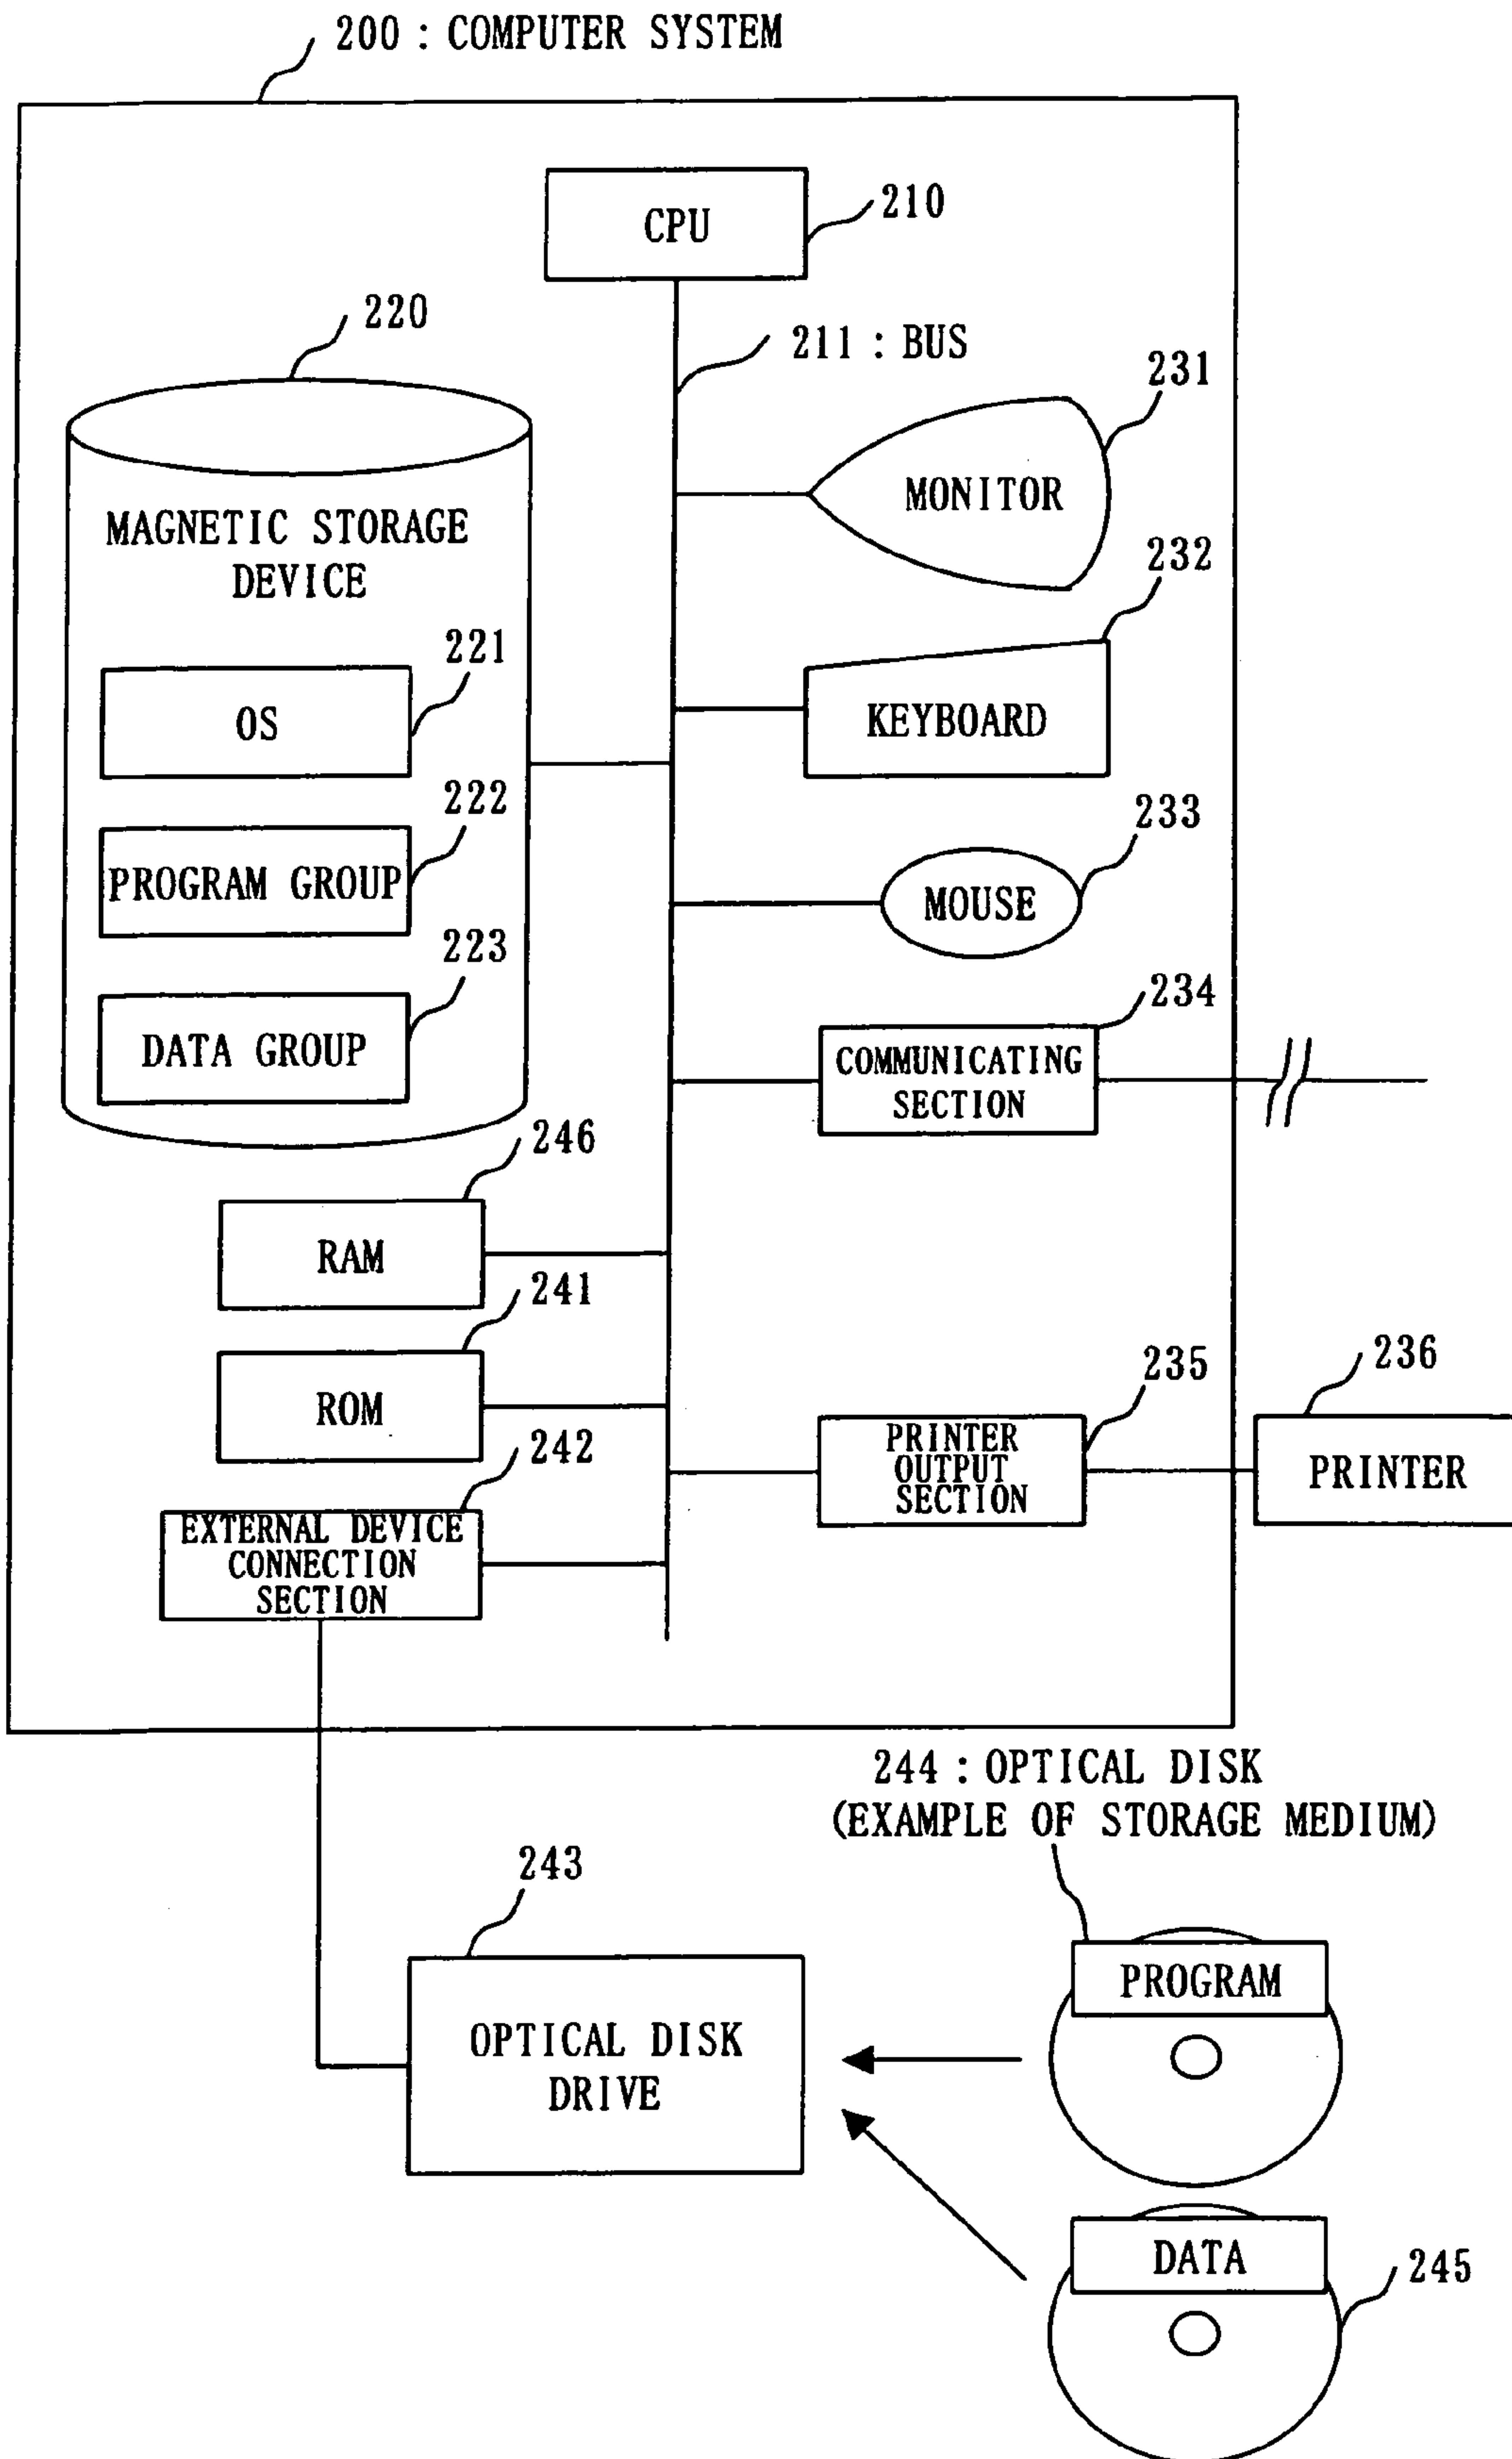 200 : COMPUTER SYSTEM
CPU
210
220
211 : BUS
231
MONITOR
MAGNETIC STORAGE
DEVICE
232
221
OS
KEYBOARD
222
PROGRAM GROUP
233
MOUSE
223
DATA GROUP
234
COMMUNICATING
SECTION
246
RAM
241
ROM
235
236
PRINTER
OUTPUT
SECTION
PRINTER
242
EXTERNAL DEVICE
CONNECTION
SECTION
244 : OPTICAL DISK
(EXAMPLE OF STORAGE MEDIUM)
243
OPTICAL DISK
DRIVE
PROGRAM
DATA
245